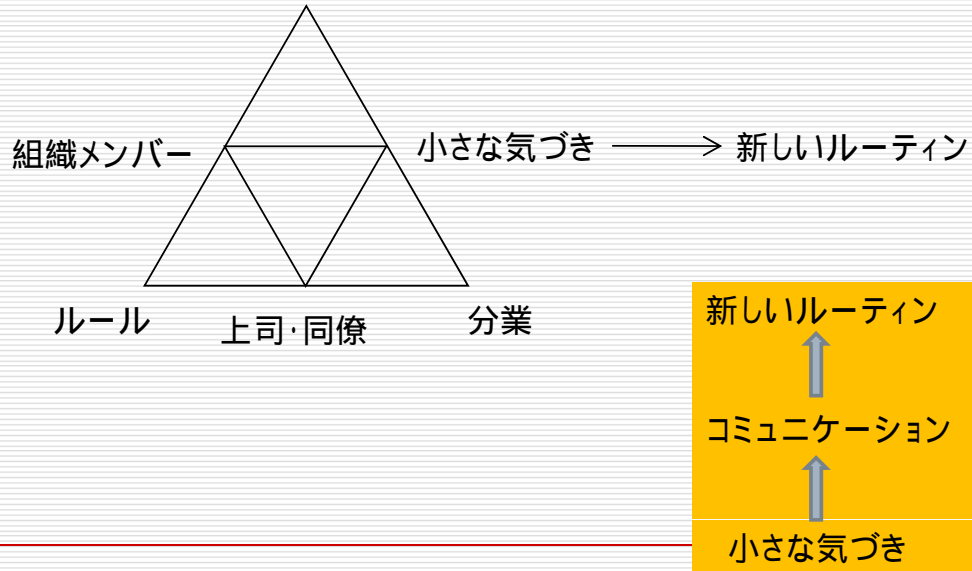 組織メンバー
小さな気づき
新しいルーティン
ルール
上司・同僚
分業
新しいルーティン
コミュニケーション
小さな気づき